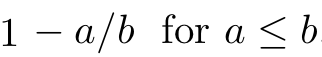 1 − a/b for a ≤ b.